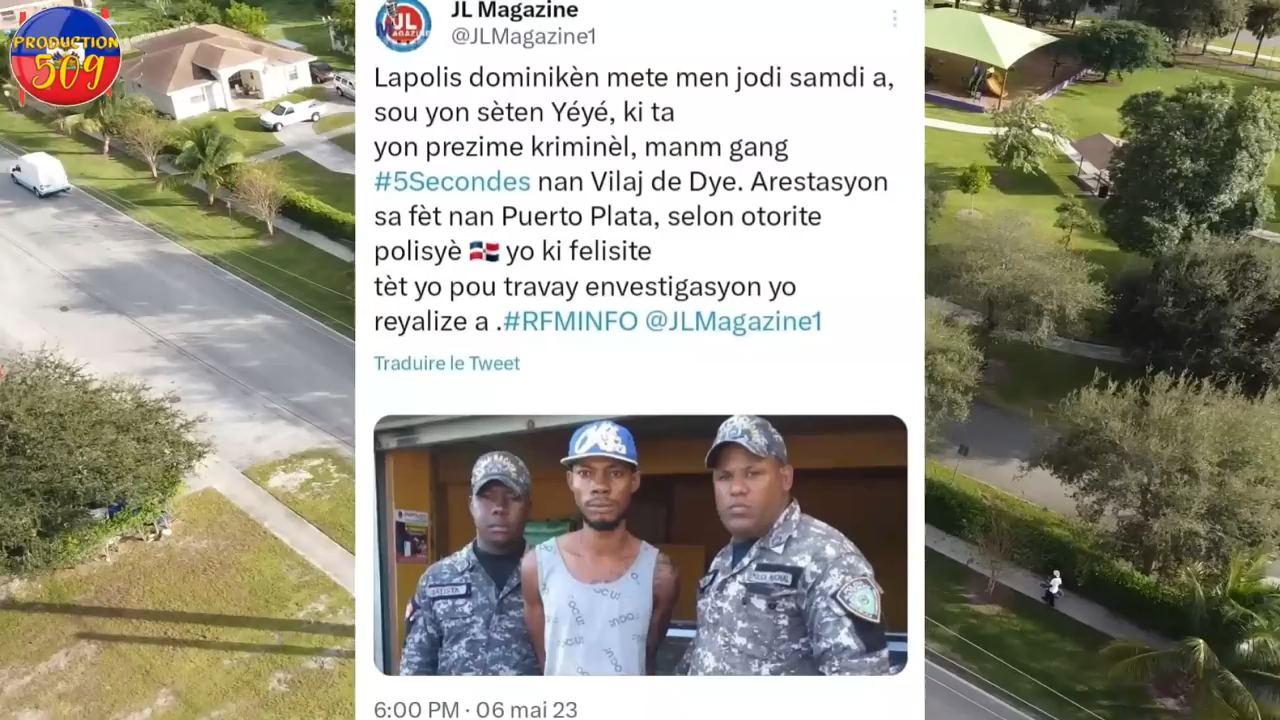 PRODUCTION
509
JL Magazine
@JLMagazine1
Lapolis dominikèn mete men jodi samdi a,
sou yon sèten Yéyé, ki ta
yon prezime kriminèl, manm gang
#5Secondes nan Vilaj de Dye. Arestasyon
sa fèt nan Puerto Plata, selon otorite
polisyè 🇩🇴 yo ki felisite
tèt yo pou travay envestigasyon yo
reyalize a .#RFMINFO @JLMagazine1
Traduire le Tweet
BATISTA
6:00 PM · 06 mai 23